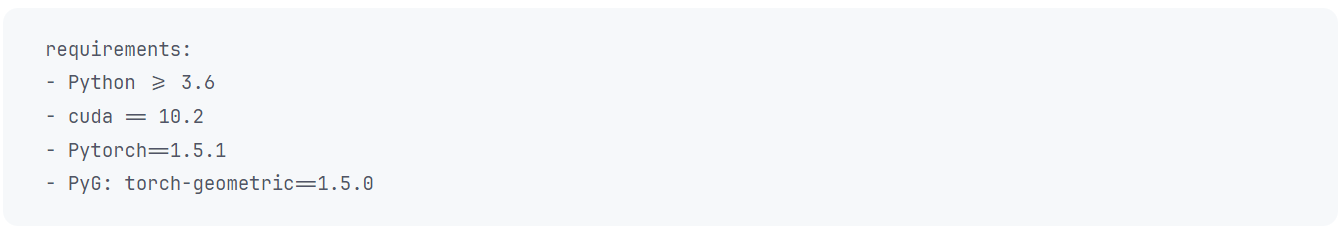 requirements:
- Python >= 3.6
- cuda == 10.2
- Pytorch==1.5.1
- PyG: torch-geometric==1.5.0